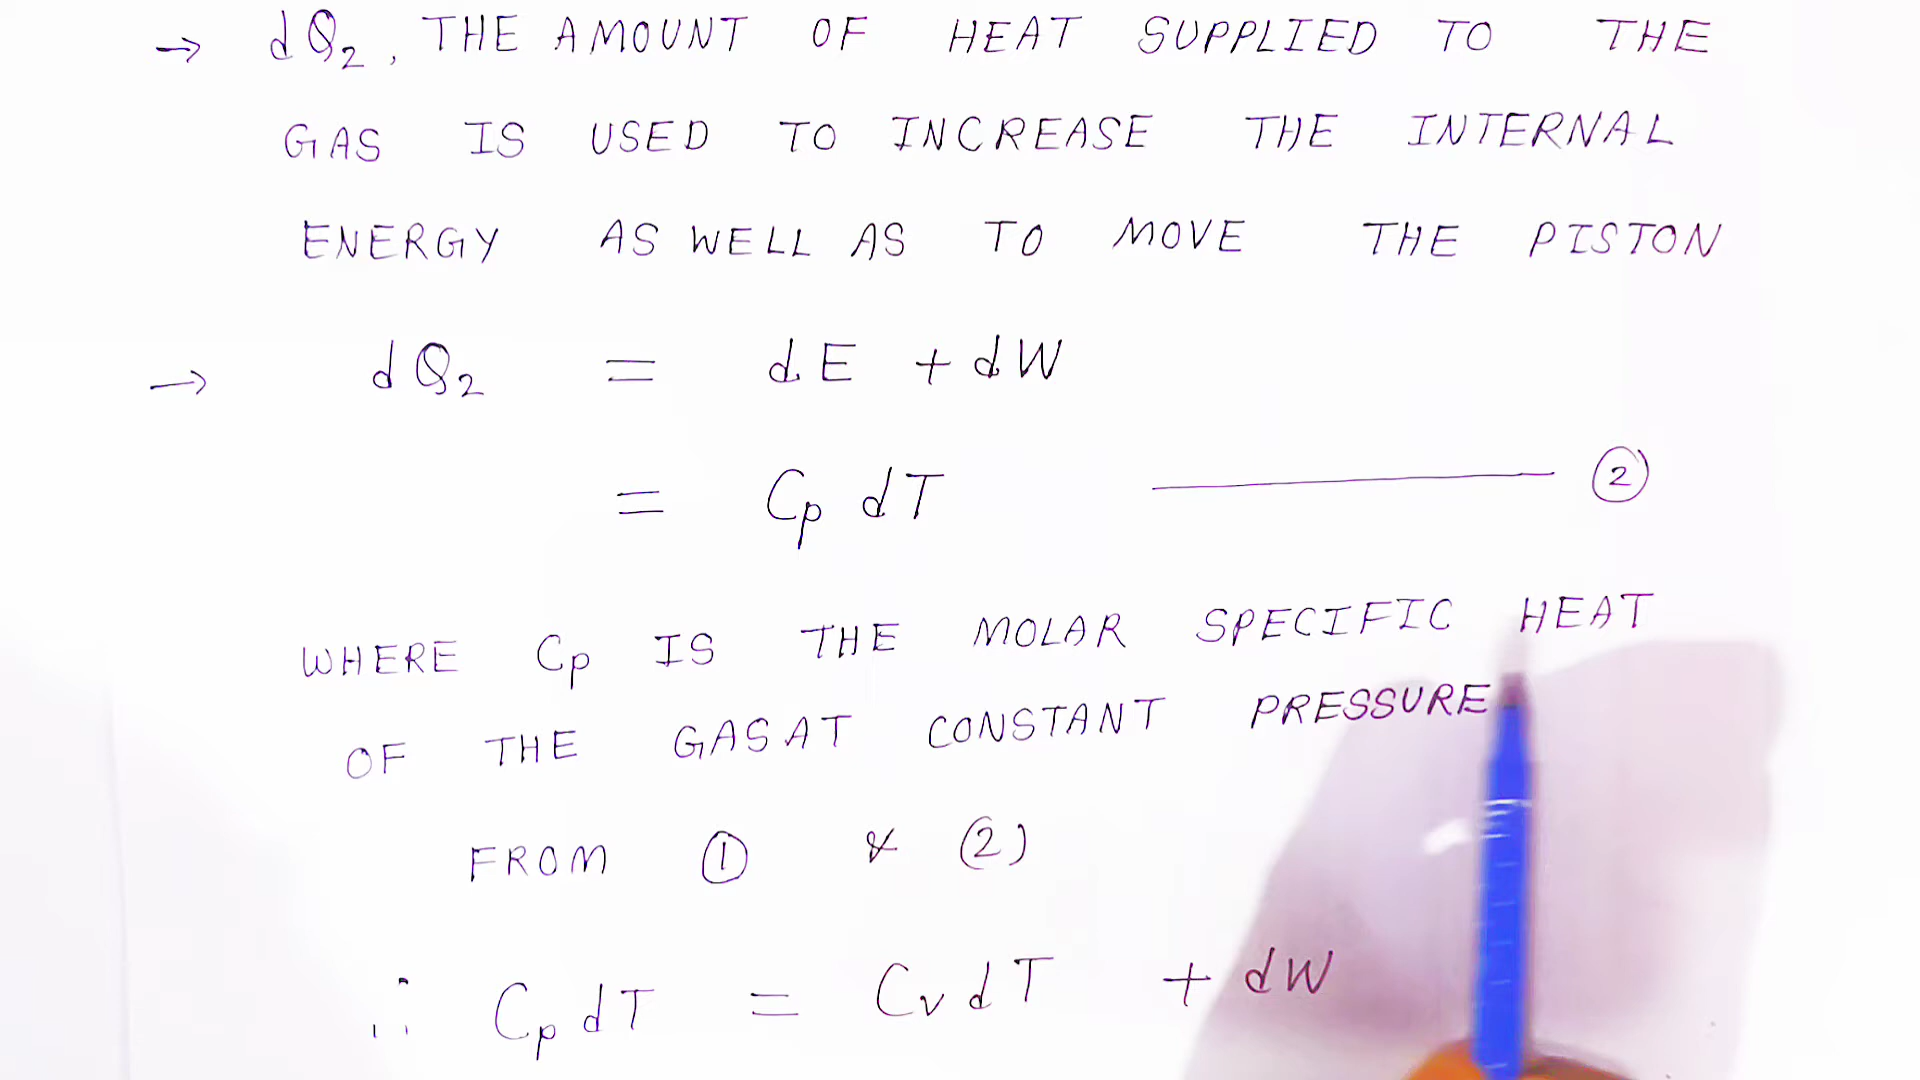 → dQ₂, THE AMOUNT OF HEAT SUPPLIED TO THE
GAS IS USED TO INCREASE THE INTERNAL
ENERGY AS WELL AS TO MOVE THE PISTON
→ dQ₂ = dE + dW
= Cp dT ——— ②
WHERE Cp IS THE MOLAR SPECIFIC HEAT
OF THE GAS AT CONSTANT PRESSURE
FROM ① & ②
∴ Cp dT = Cv dT + dW